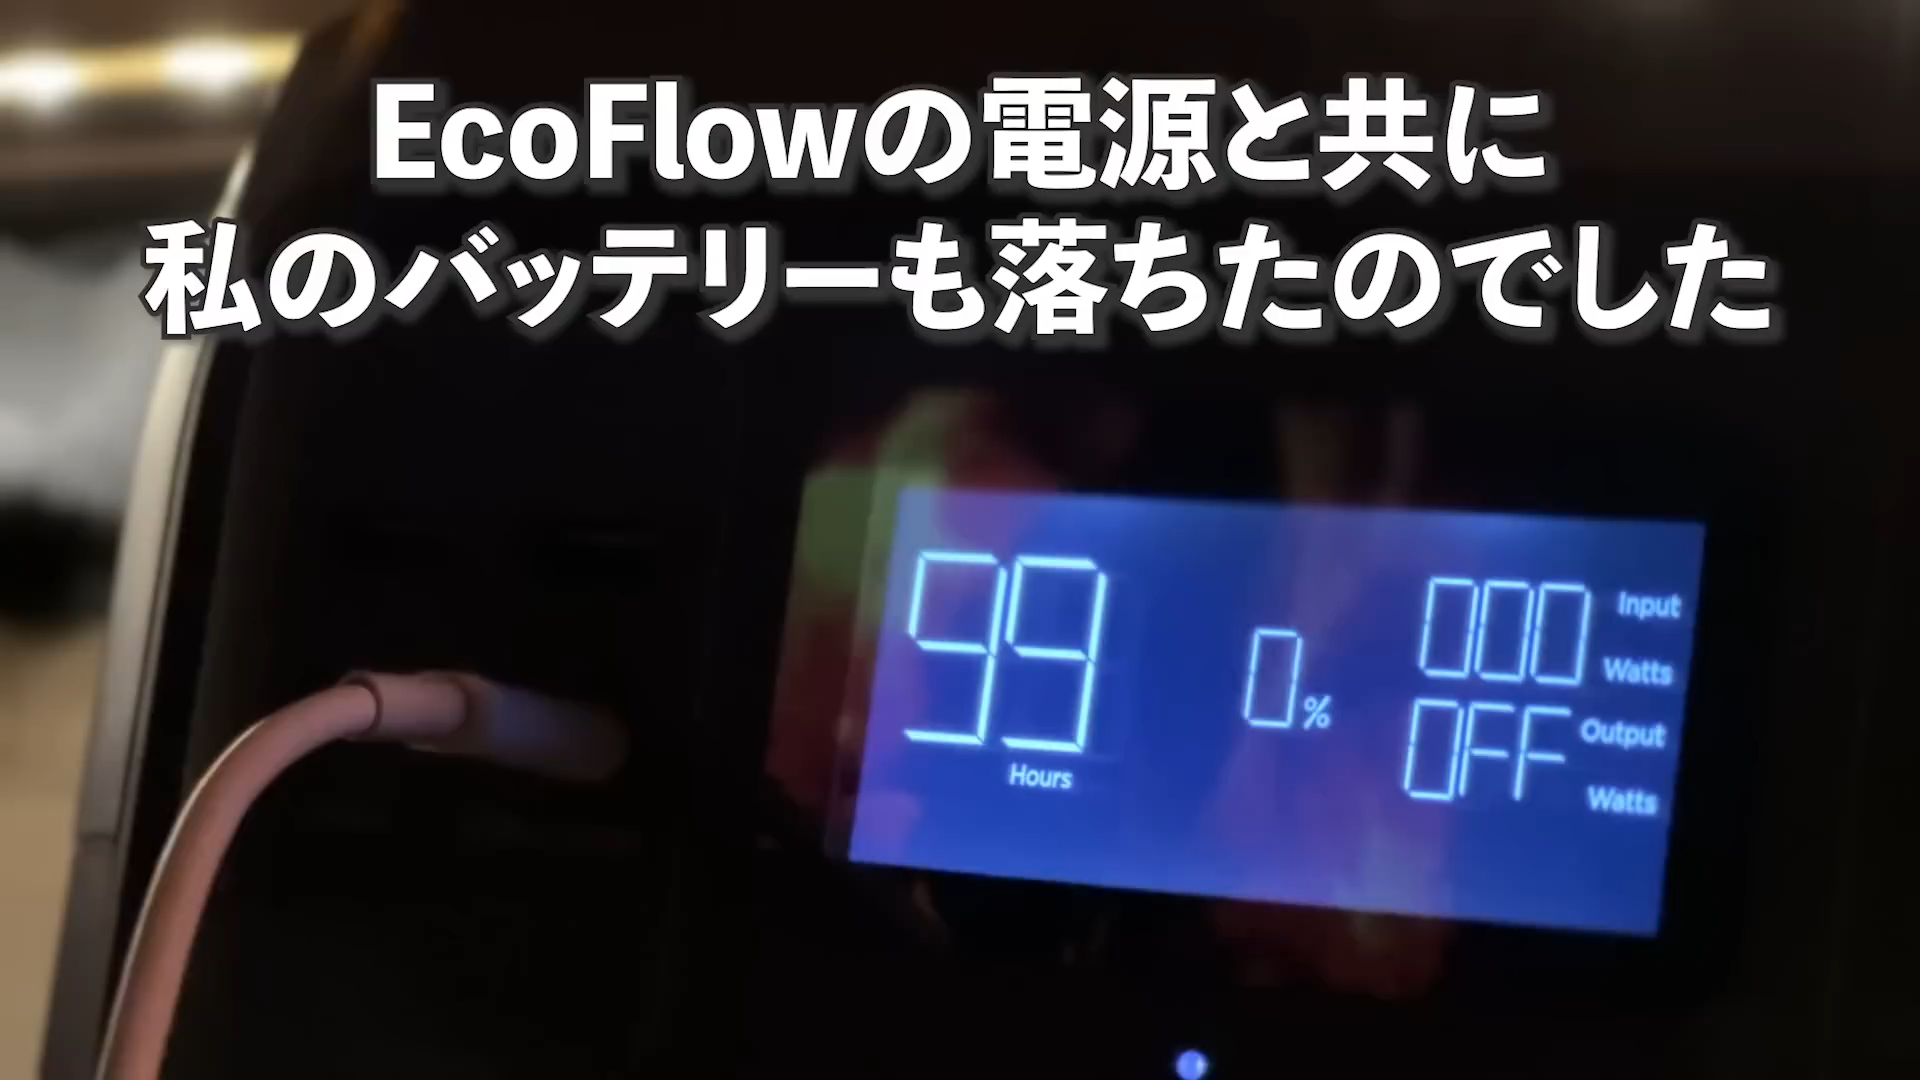 EcoFlowの電源と共に
私のバッテリーも落ちたのでした
99
Hours
0%
000 Input
Watts
OFF Output
Watts